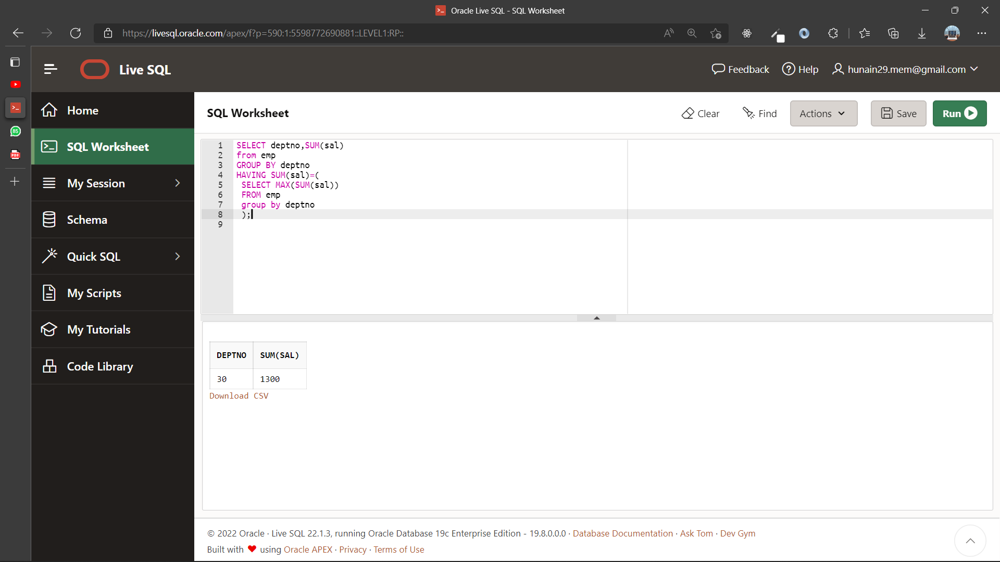 Oracle Live SQL - SQL Worksheet
https://livesql.oracle.com/apex/f?p=590:1:5598772690881::LEVEL1:RP::
Live SQL
Feedback
Help
hunain29.mem@gmail.com
85
PDF
Home
SQL Worksheet
My Session
Schema
Quick SQL
My Scripts
My Tutorials
Code Library
SQL Worksheet
Clear
Find
Actions
Save
Run
1 SELECT deptno,SUM(sal)
2 from emp
3 GROUP BY deptno
4 HAVING SUM(sal)=(
5 SELECT MAX(SUM(sal))
6 FROM emp
7 group by deptno
8 );
9
DEPTNO SUM(SAL)
30 1300
Download CSV
© 2022 Oracle · Live SQL 22.1.3, running Oracle Database 19c Enterprise Edition - 19.8.0.0.0 · Database Documentation · Ask Tom · Dev Gym
Built with ❤ using Oracle APEX · Privacy · Terms of Use